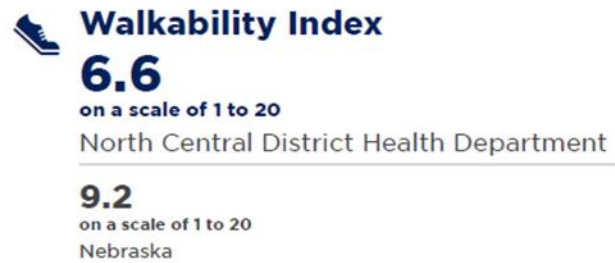 Walkability Index
6.6
on a scale of 1 to 20
North Central District Health Department
9.2
on a scale of 1 to 20
Nebraska